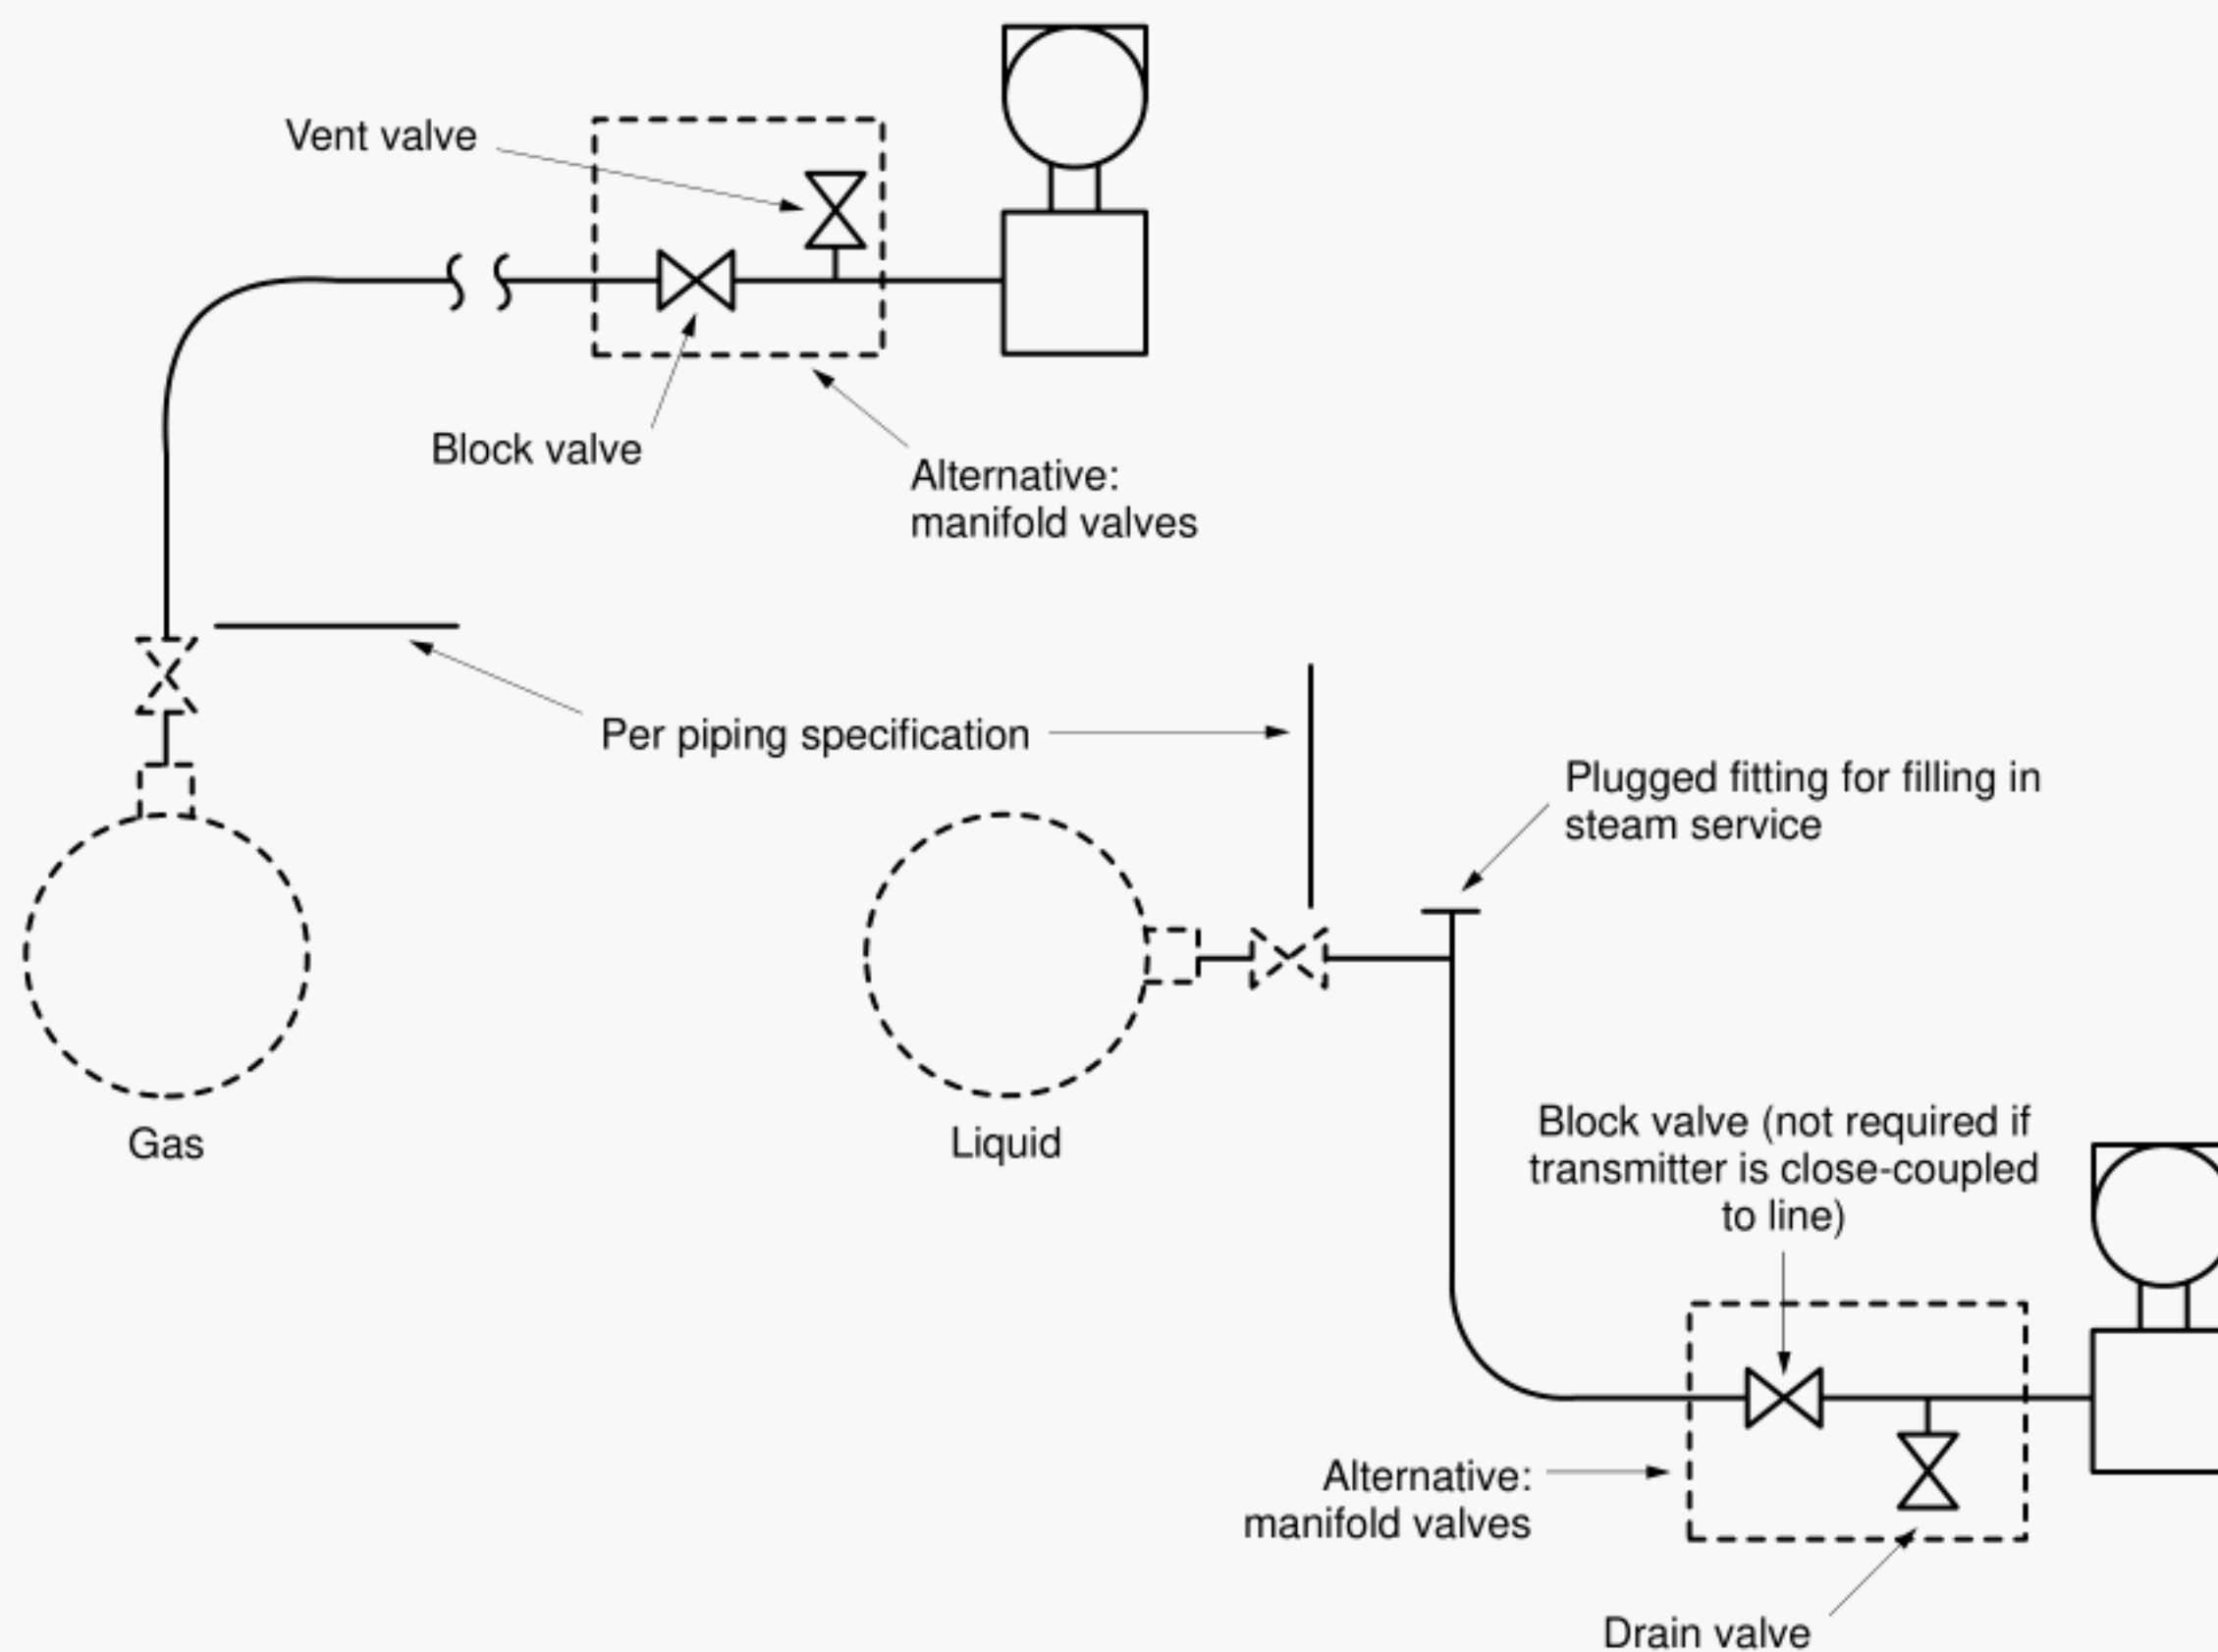 Vent valve
Block valve
Alternative:
manifold valves
Per piping specification
Plugged fitting for filling in
steam service
Gas
Liquid
Block valve (not required if
transmitter is close-coupled
to line)
Alternative:
manifold valves
Drain valve